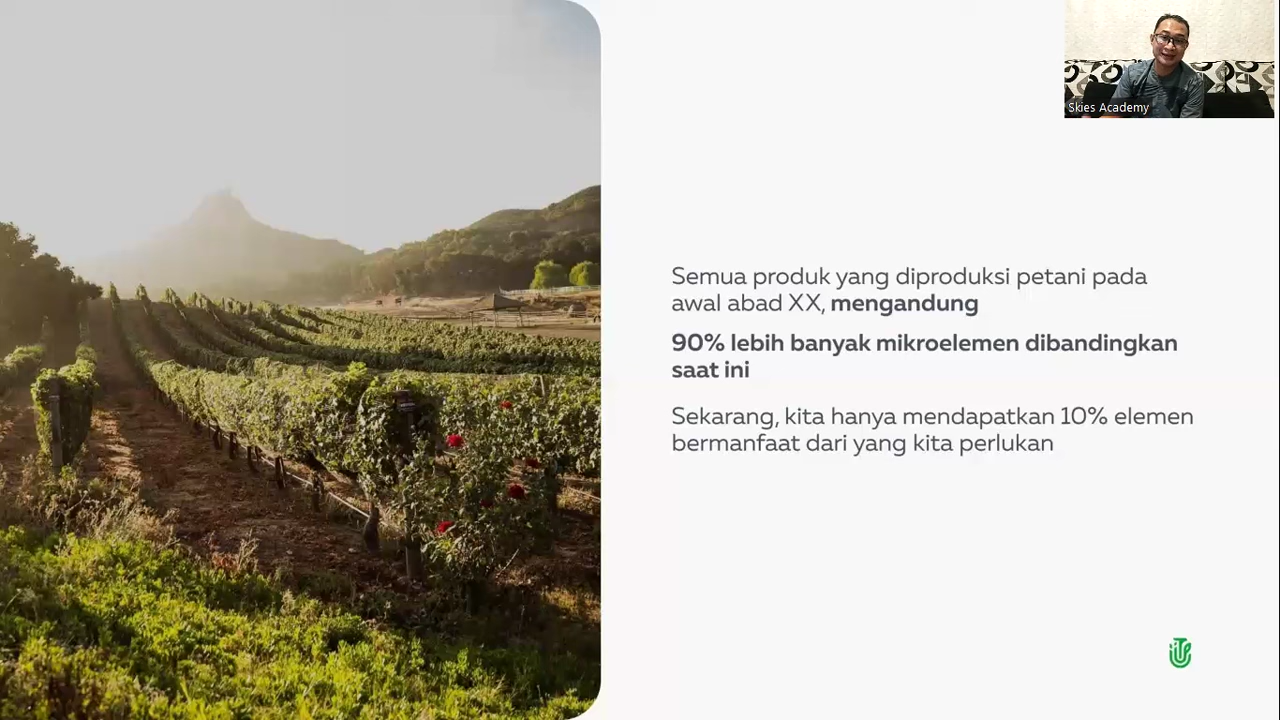 Skies Academy
Semua produk yang diproduksi petani pada
awal abad XX, mengandung
90% lebih banyak mikroelemen dibandingkan
saat ini
Sekarang, kita hanya mendapatkan 10% elemen
bermanfaat dari yang kita perlukan